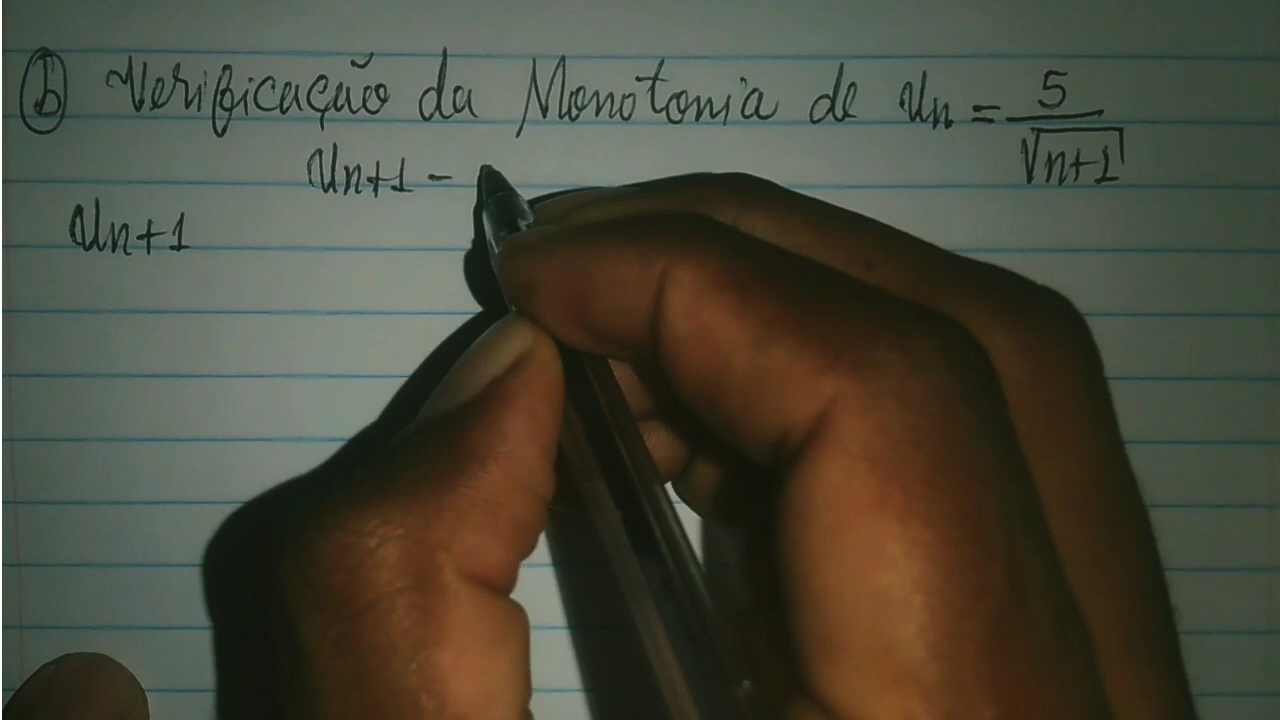 b Verificação da Monotonia de Un = 5/√n+1
Un+1 -
Un+1